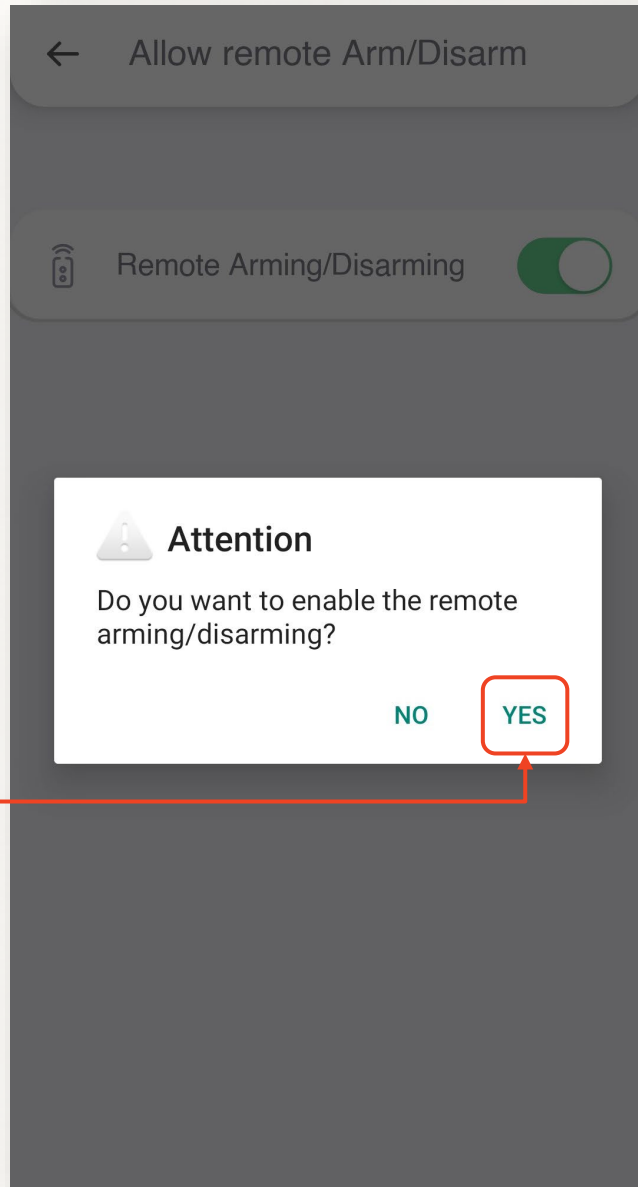 Allow remote Arm/Disarm
Remote Arming/Disarming
Attention
Do you want to enable the remote
arming/disarming?
NO YES